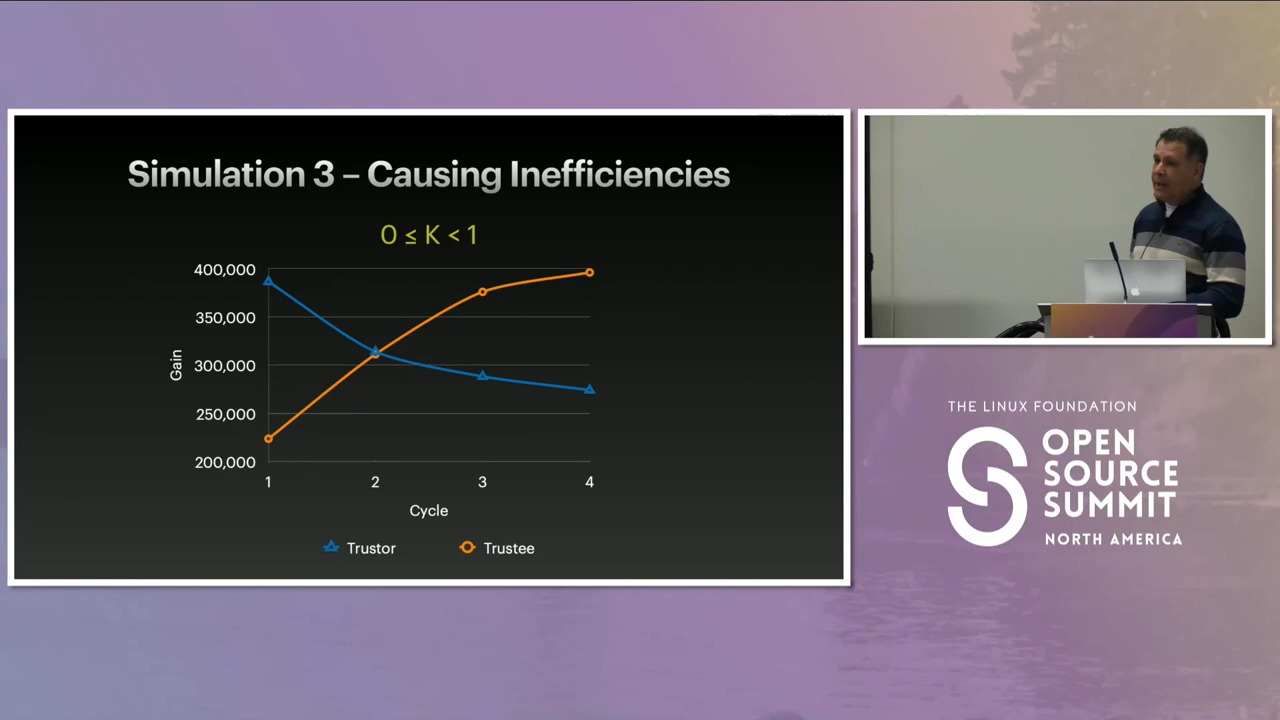 Simulation 3 – Causing Inefficiencies
0 ≤ K < 1
400,000
350,000
300,000
250,000
200,000
Gain
1 2 3 4
Cycle
Trustor Trustee
THE LINUX FOUNDATION
OPEN
SOURCE
SUMMIT
NORTH AMERICA